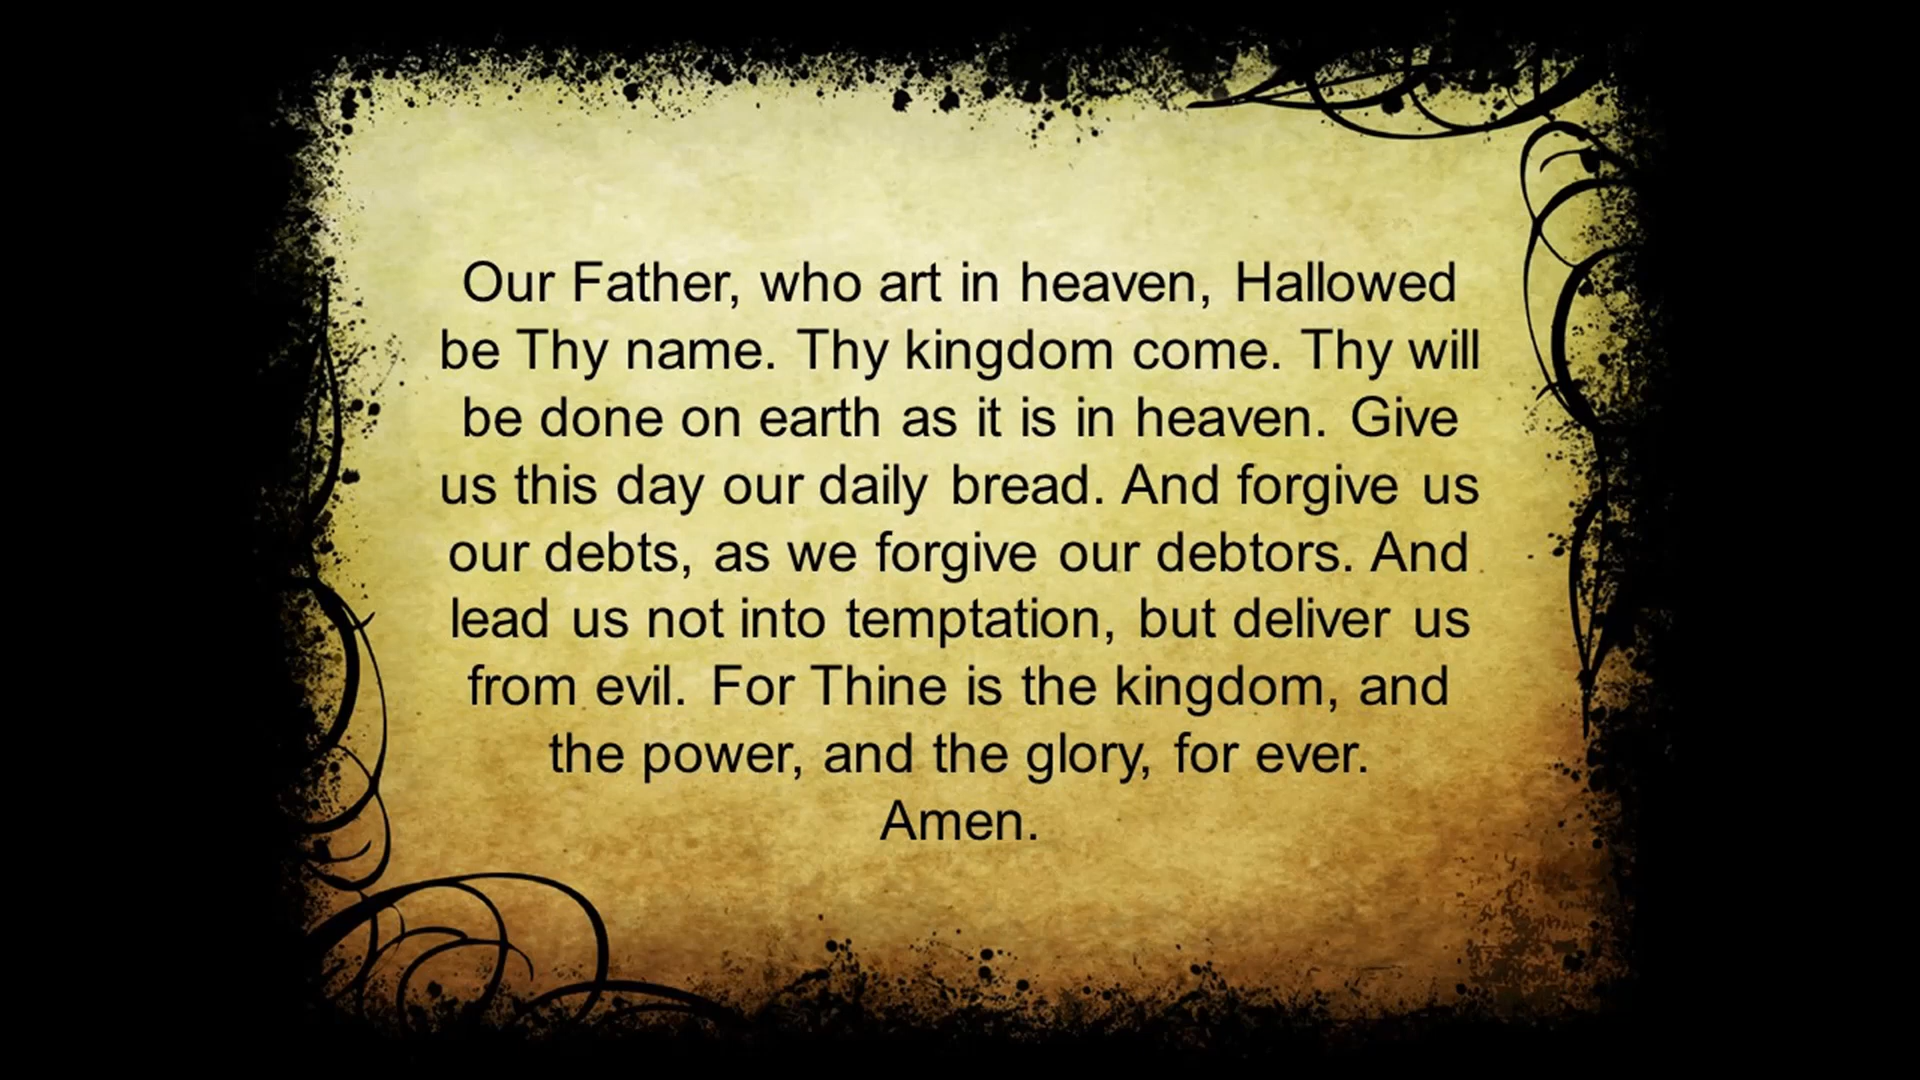 Our Father, who art in heaven, Hallowed
be Thy name. Thy kingdom come. Thy will
be done on earth as it is in heaven. Give
us this day our daily bread. And forgive us
our debts, as we forgive our debtors. And
lead us not into temptation, but deliver us
from evil. For Thine is the kingdom, and
the power, and the glory, for ever.
Amen.